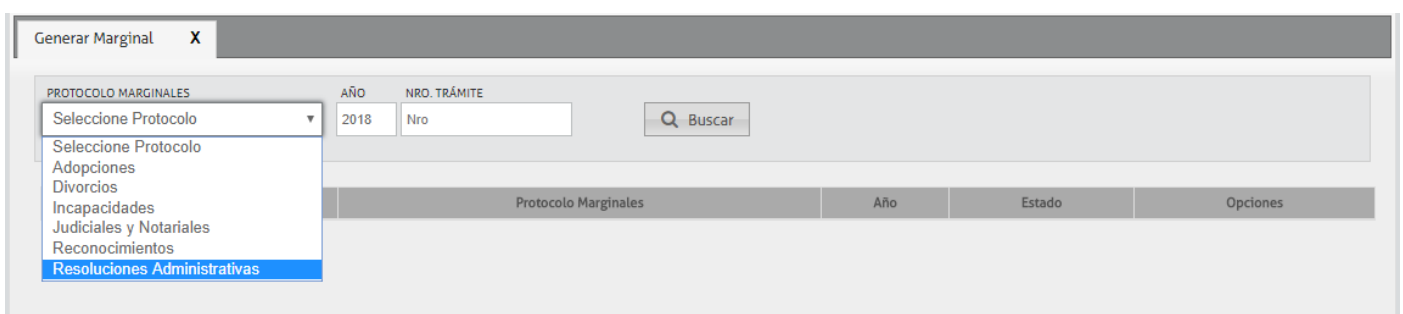 Generar Marginal X
PROTOCOLO MARGINALES AÑO NRO. TRÁMITE
Seleccione Protocolo 2018 Nro Buscar
Seleccione Protocolo
Adopciones
Divorcios
Incapacidades
Judiciales y Notariales
Reconocimientos
Resoluciones Administrativas
Protocolo Marginales Año Estado Opciones